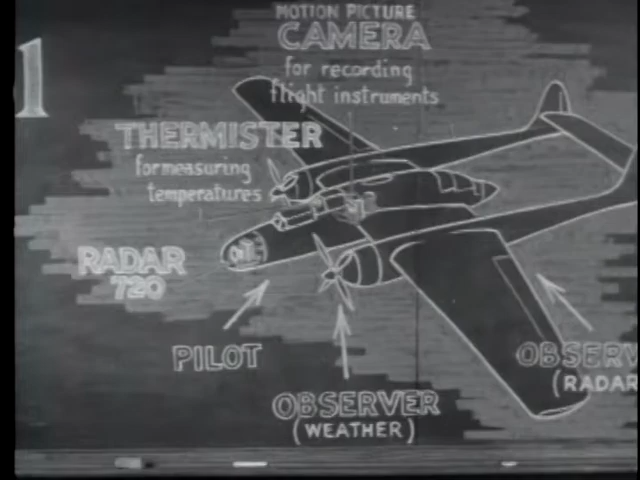 1
MOTION PICTURE
CAMERA
for recording
flight instruments
THERMISTER
for measuring
temperatures
RADAR
720
PILOT
OBSERVER
(WEATHER)
OBSERV
(RADAR